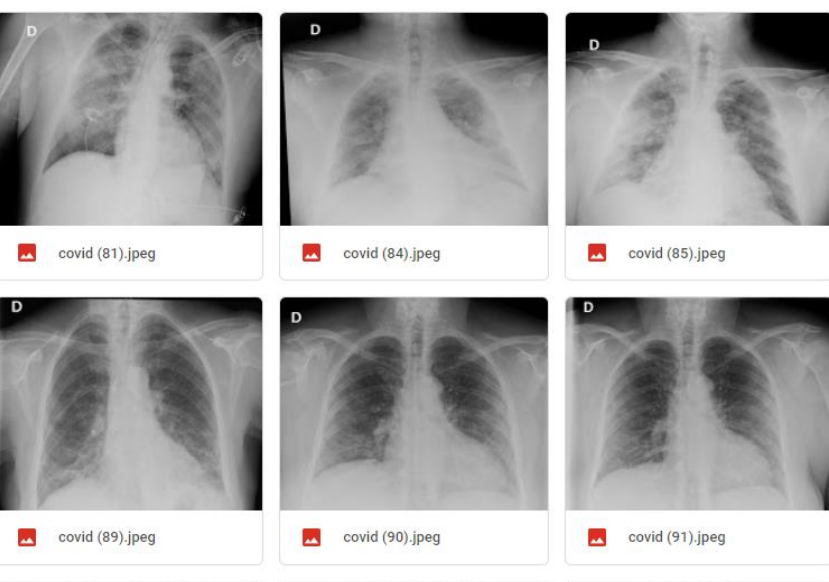 D
D
D
covid (81).jpeg
covid (84).jpeg
covid (85).jpeg
D
D
D
covid (89).jpeg
covid (90).jpeg
covid (91).jpeg